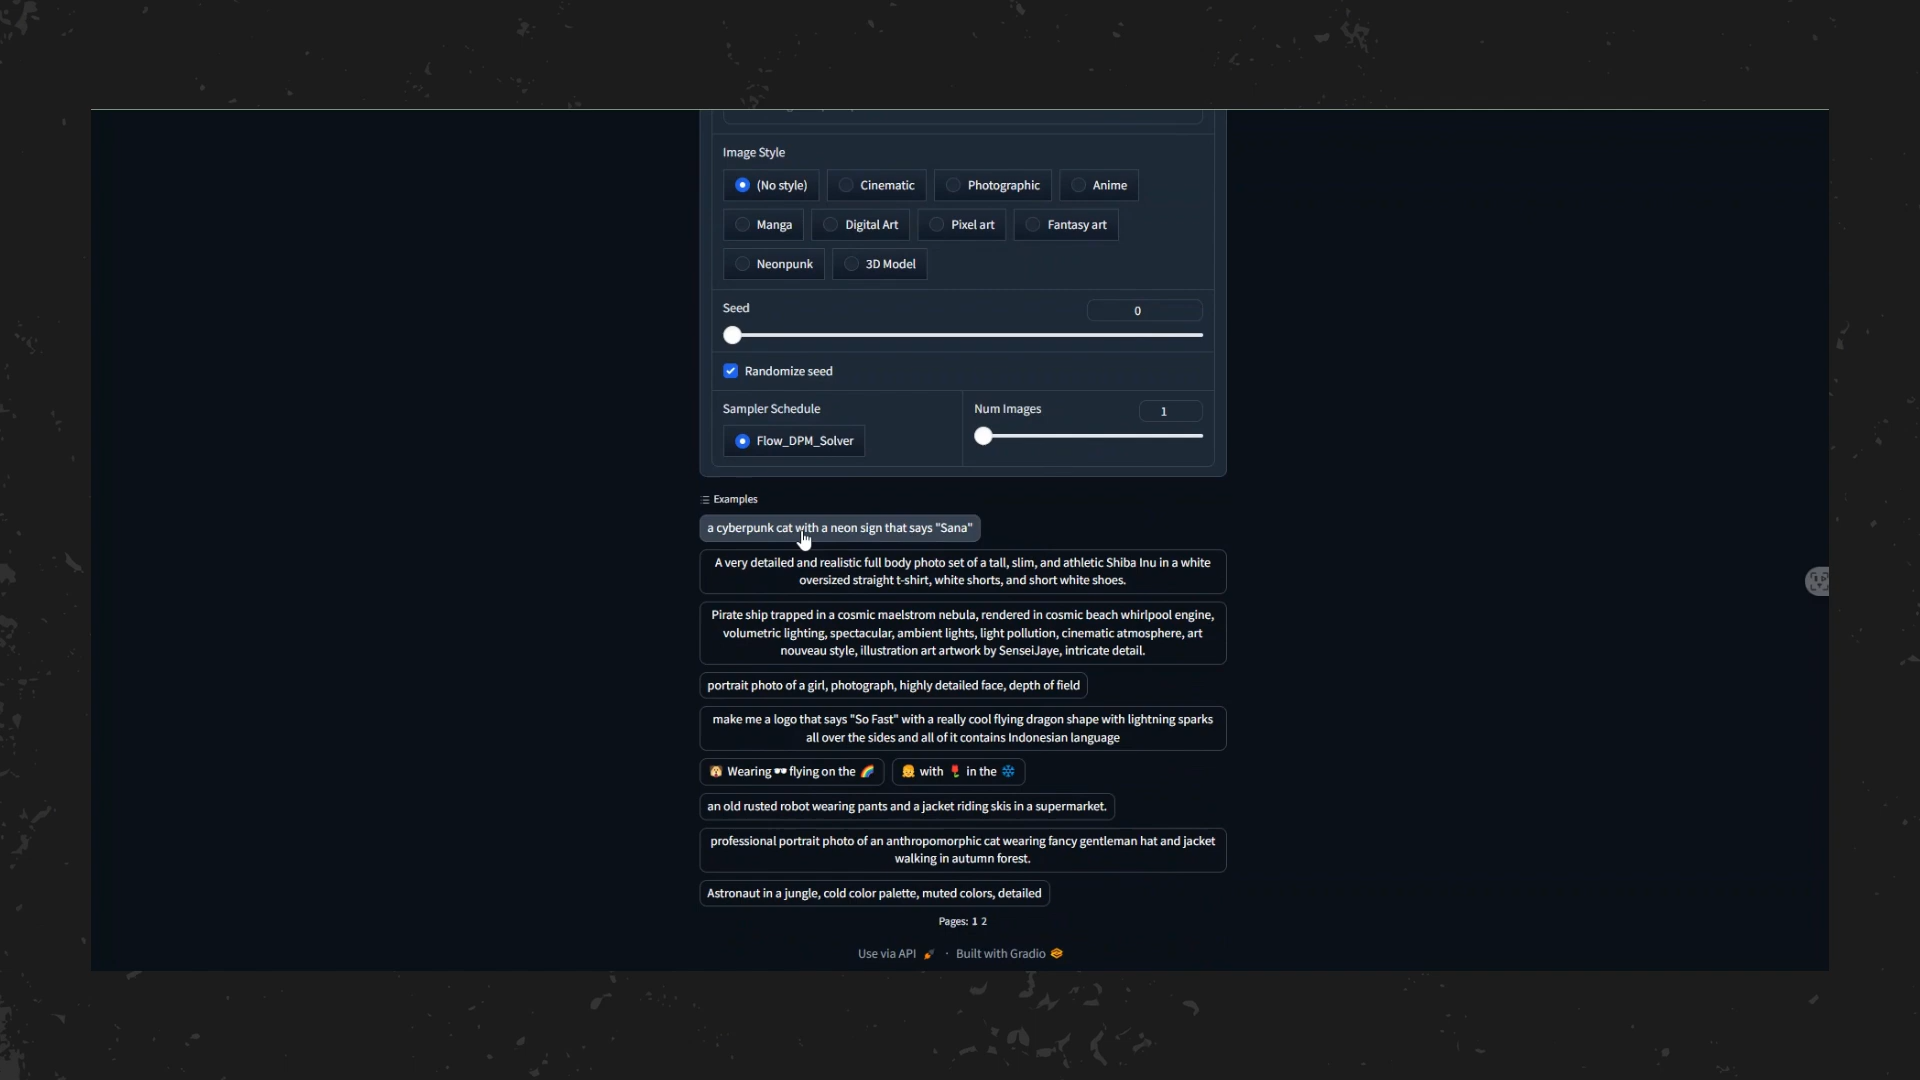 Image Style
(No style) Cinematic Photographic Anime
Manga Digital Art Pixel art Fantasy art
Neonpunk 3D Model
Seed 0
Randomize seed
Sampler Schedule Num Images 1
Flow_DPM_Solver
Examples
a cyberpunk cat with a neon sign that says "Sana"
A very detailed and realistic full body photo set of a tall, slim, and athletic Shiba Inu in a white
oversized straight t-shirt, white shorts, and short white shoes.
Pirate ship trapped in a cosmic maelstrom nebula, rendered in cosmic beach whirlpool engine,
volumetric lighting, spectacular, ambient lights, light pollution, cinematic atmosphere, art
nouveau style, illustration art artwork by SenseiJaye, intricate detail.
portrait photo of a girl, photograph, highly detailed face, depth of field
make me a logo that says "So Fast" with a really cool flying dragon shape with lightning sparks
all over the sides and all of it contains Indonesian language
🐶 Wearing 🕶 flying on the 🌈 👧 with 🌹 in the ❄️
an old rusted robot wearing pants and a jacket riding skis in a supermarket.
professional portrait photo of an anthropomorphic cat wearing fancy gentleman hat and jacket
walking in autumn forest.
Astronaut in a jungle, cold color palette, muted colors, detailed
Pages: 1 2
Use via API 🚀 · Built with Gradio